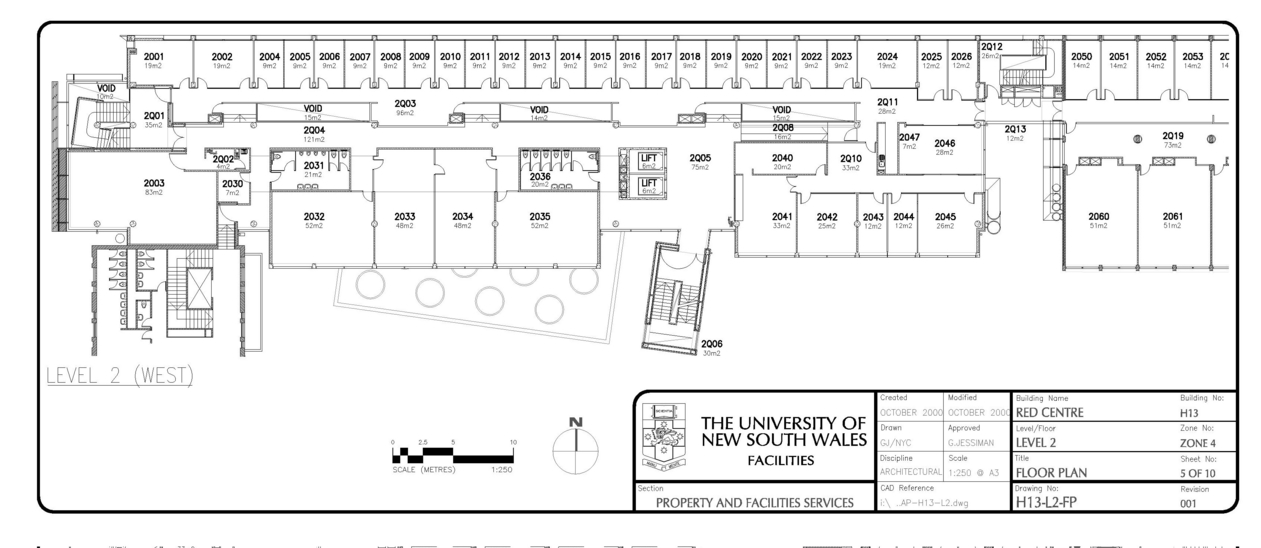 2001 2002 2004 2005 2006 2007 2008 2009 2010 2011 2012 2013 2014 2015 2016 2017 2018 2019 2020 2021 2022 2023 2024 2025 2026 2Q12 2050 2051 2052 2053
19m2 19m2 9m2 9m2 9m2 9m2 9m2 9m2 9m2 9m2 9m2 9m2 9m2 9m2 9m2 9m2 9m2 9m2 9m2 9m2 9m2 9m2 19m2 12m2 12m2 26m2 14m2 14m2 14m2 14m2
VOID
10m2
2Q01
35m2
2Q03
96m2
VOID
15m2
VOID
14m2
VOID
15m2
2Q11
28m2
2Q04
121m2
2Q08
16m2
2047
7m2
2046
28m2
2Q13
12m2
2Q19
73m2
2Q02
4m2
2031
21m2
2036
20m2
LIFT
6m2
LIFT
6m2
2Q05
75m2
2040
20m2
2Q10
33m2
2003
83m2
2030
7m2
2032
52m2
2033
48m2
2034
48m2
2035
52m2
2041
33m2
2042
25m2
2043
12m2
2044
12m2
2045
26m2
2060
51m2
2061
51m2
2Q06
30m2
LEVEL 2 (WEST)
0 2.5 5 10
SCALE (METRES) 1:250
N
THE UNIVERSITY OF
NEW SOUTH WALES
FACILITIES
Section
PROPERTY AND FACILITIES SERVICES
Created Modified
OCTOBER 2000 OCTOBER 2000
Drawn Approved
GJ/NYC G.JESSIMAN
Discipline Scale
ARCHITECTURAL 1:250 @ A3
CAD Reference
I:\ ..AP-H13-L2.dwg
Building Name Building No:
RED CENTRE H13
Level/Floor Zone No:
LEVEL 2 ZONE 4
Title Sheet No:
FLOOR PLAN 5 OF 10
Drawing No: Revision
H13-L2-FP 001